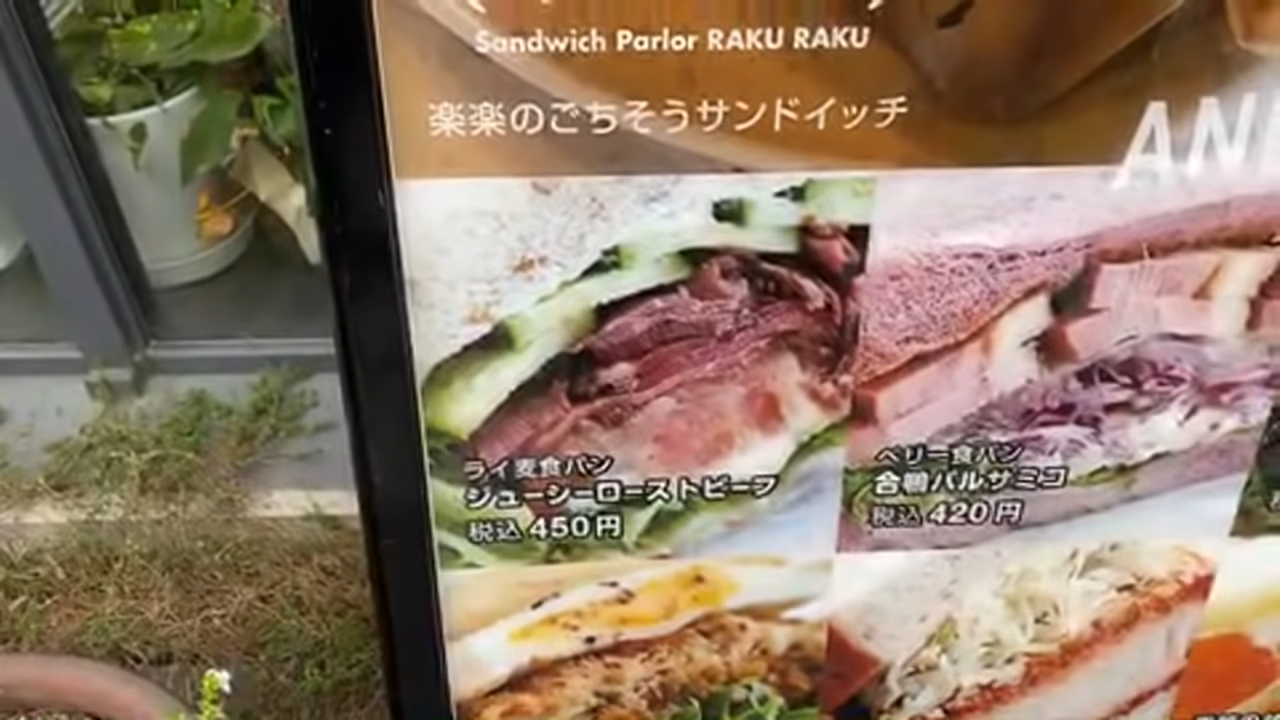 Sandwich Parlor RAKU RAKU
楽楽のごちそうサンドイッチ
ライ麦食パン
ジューシーローストビーフ
税込 450円
ベリー食パン
合鴨バルサミコ
税込 420円